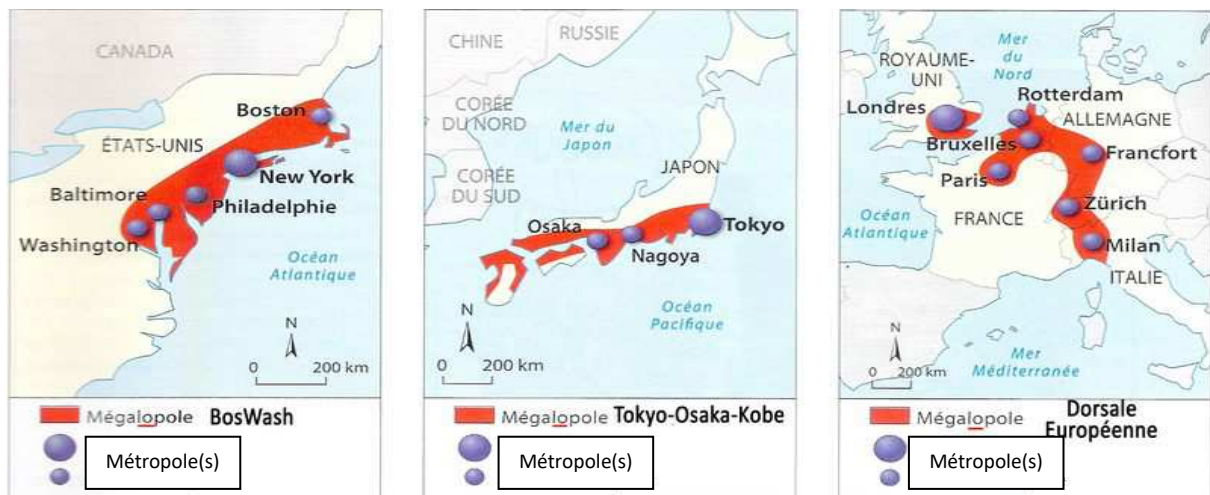 CANADA
Boston
ÉTATS-UNIS
New York
Baltimore
Philadelphie
Washington
Océan
Atlantique
N
0 200 km
Mégalopole BosWash
Métropole(s)
CHINE
RUSSIE
CORÉE
DU NORD
Mer du
Japon
JAPON
CORÉE
DU SUD
Osaka
Tokyo
Nagoya
Océan
Pacifique
N
0 200 km
Mégalopole Tokyo-Osaka-Kobe
Métropole(s)
Mer
du
Nord
ROYAUME-
UNI
Londres
Rotterdam
ALLEMAGNE
Bruxelles
Francfort
Paris
Zürich
Océan
Atlantique
FRANCE
Milan
ITALIE
N
0 200 km
Mer
Méditerranée
Mégalopole Dorsale
Européenne
Métropole(s)